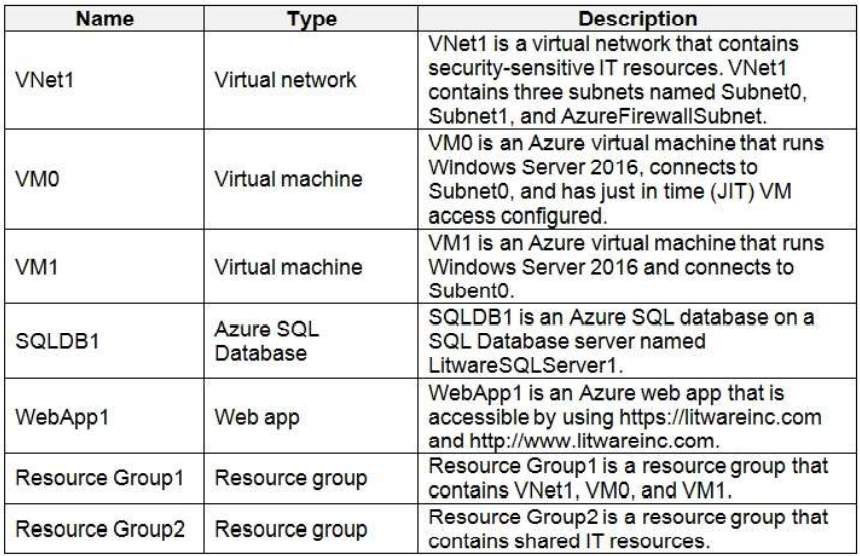 Name Type Description
VNet1 Virtual network VNet1 is a virtual network that contains
security-sensitive IT resources. VNet1
contains three subnets named Subnet0,
Subnet1, and AzureFirewallSubnet.
VM0 Virtual machine VM0 is an Azure virtual machine that runs
Windows Server 2016, connects to
Subnet0, and has just in time (JIT) VM
access configured.
VM1 Virtual machine VM1 is an Azure virtual machine that runs
Windows Server 2016 and connects to
Subent0.
SQLDB1 Azure SQL
Database SQLDB1 is an Azure SQL database on a
SQL Database server named
LitwareSQLServer1.
WebApp1 Web app WebApp1 is an Azure web app that is
accessible by using https://litwareinc.com
and http://www.litwareinc.com.
Resource Group1 Resource group Resource Group1 is a resource group that
contains VNet1, VM0, and VM1.
Resource Group2 Resource group Resource Group2 is a resource group that
contains shared IT resources.